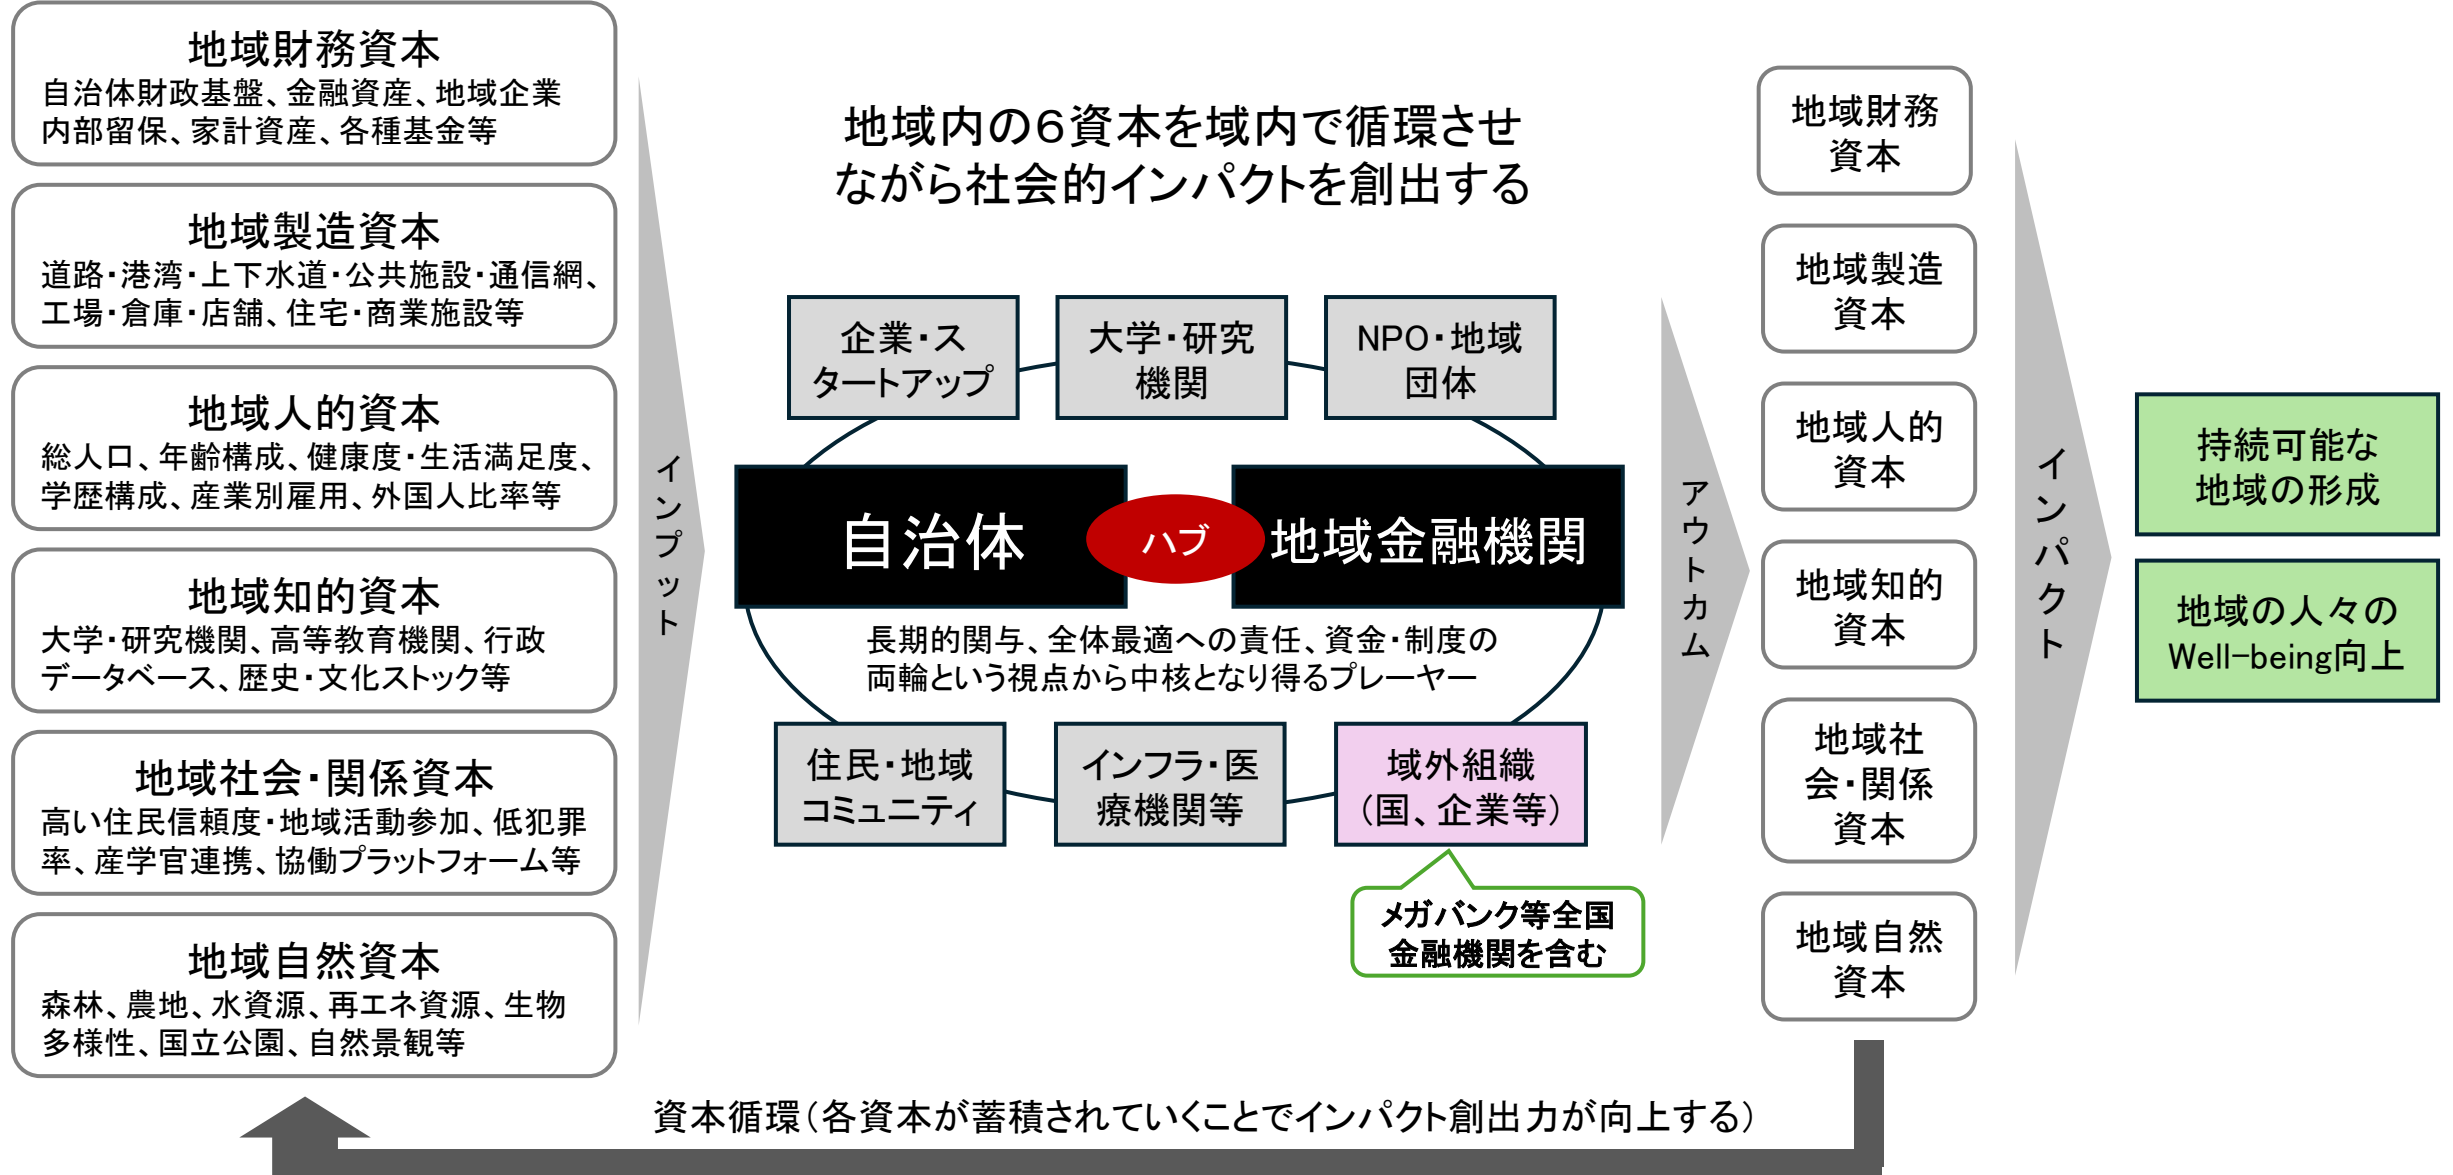 地域財務資本
自治体財政基盤、金融資産、地域企業
内部留保、家計資産、各種基金等
地域製造資本
道路・港湾・上下水道・公共施設・通信網、
工場・倉庫・店舗、住宅・商業施設等
地域人的資本
総人口、年齢構成、健康度・生活満足度、
学歴構成、産業別雇用、外国人比率等
地域知的資本
大学・研究機関、高等教育機関、行政
データベース、歴史・文化ストック等
地域社会・関係資本
高い住民信頼度・地域活動参加、低犯罪
率、産学官連携、協働プラットフォーム等
地域自然資本
森林、農地、水資源、再エネ資源、生物
多様性、国立公園、自然景観等
インプット
地域内の6資本を域内で循環させ
ながら社会的インパクトを創出する
企業・ス
タートアップ
大学・研究
機関
NPO・地域
団体
自治体
ハブ
地域金融機関
長期的関与、全体最適への責任、資金・制度の
両輪という視点から中核となり得るプレーヤー
住民・地域
コミュニティ
インフラ・医
療機関等
域外組織
（国、企業等）
メガバンク等全国
金融機関を含む
アウトカム
地域財務
資本
地域製造
資本
地域人的
資本
地域知的
資本
地域社
会・関係
資本
地域自然
資本
インパクト
持続可能な
地域の形成
地域の人々の
Well-being向上
資本循環（各資本が蓄積されていくことでインパクト創出力が向上する）